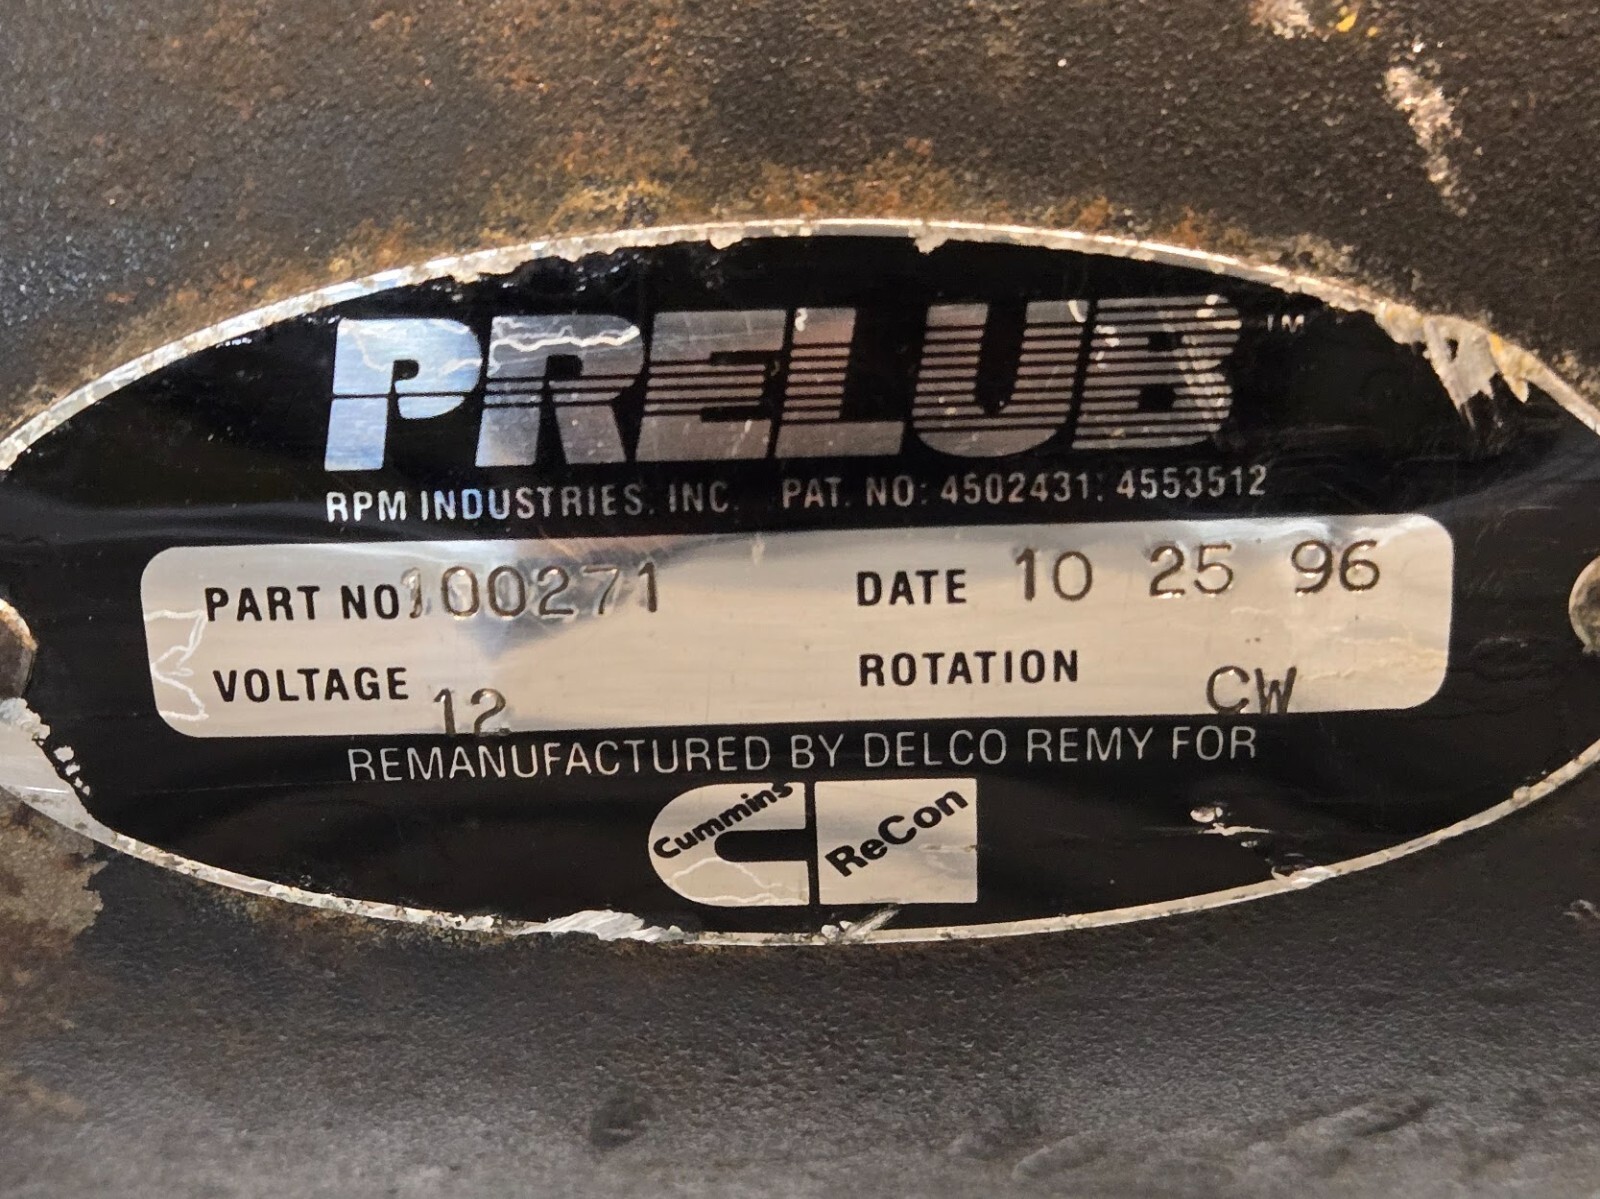 PRELUB™
RPM INDUSTRIES, INC. PAT. NO: 4502431; 4553512
PART NO. 100271 DATE 10 25 96
VOLTAGE 12 ROTATION CW
REMANUFACTURED BY DELCO REMY FOR
Cummins ReCon